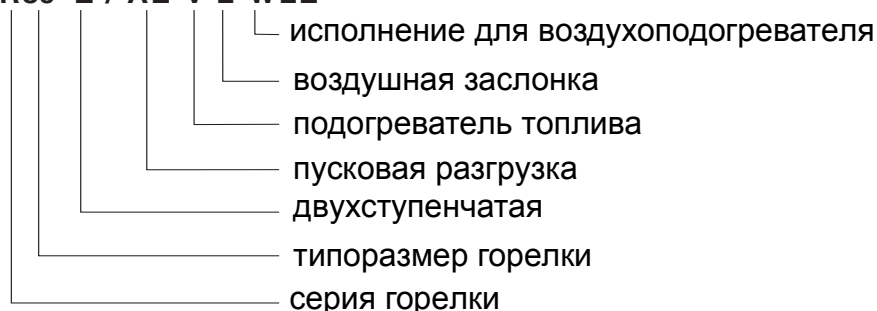 исполнение для воздухоподогревателя
воздушная заслонка
подогреватель топлива
пусковая разгрузка
двухступенчатая
типоразмер горелки
серия горелки